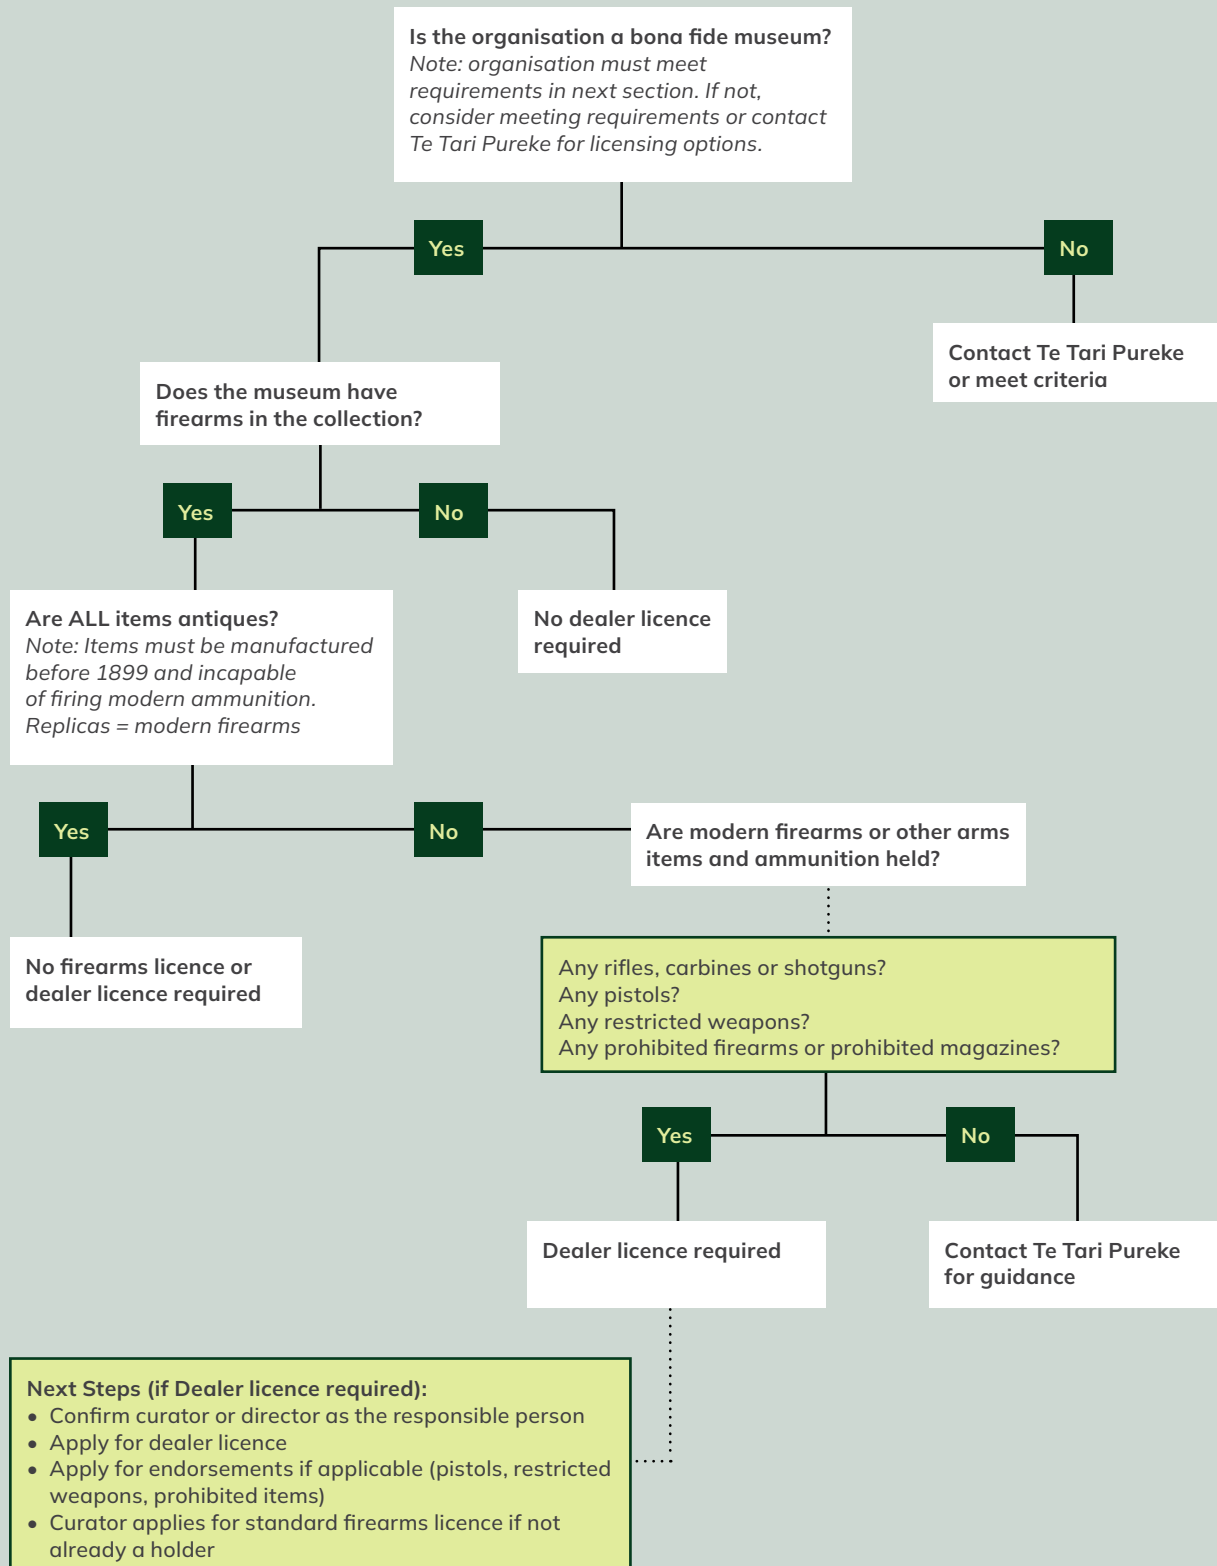 Is the organisation a bona fide museum?
Note: organisation must meet
requirements in next section. If not,
consider meeting requirements or contact
Te Tari Pureke for licensing options.
Yes
No
Contact Te Tari Pureke
or meet criteria
Does the museum have
firearms in the collection?
Yes
No
Are ALL items antiques?
Note: Items must be manufactured
before 1899 and incapable
of firing modern ammunition.
Replicas = modern firearms
No dealer licence
required
Yes
No
Are modern firearms or other arms
items and ammunition held?
No firearms licence or
dealer licence required
Any rifles, carbines or shotguns?
Any pistols?
Any restricted weapons?
Any prohibited firearms or prohibited magazines?
Yes
No
Dealer licence required
Contact Te Tari Pureke
for guidance
Next Steps (if Dealer licence required):
• Confirm curator or director as the responsible person
• Apply for dealer licence
• Apply for endorsements if applicable (pistols, restricted
weapons, prohibited items)
• Curator applies for standard firearms licence if not
already a holder